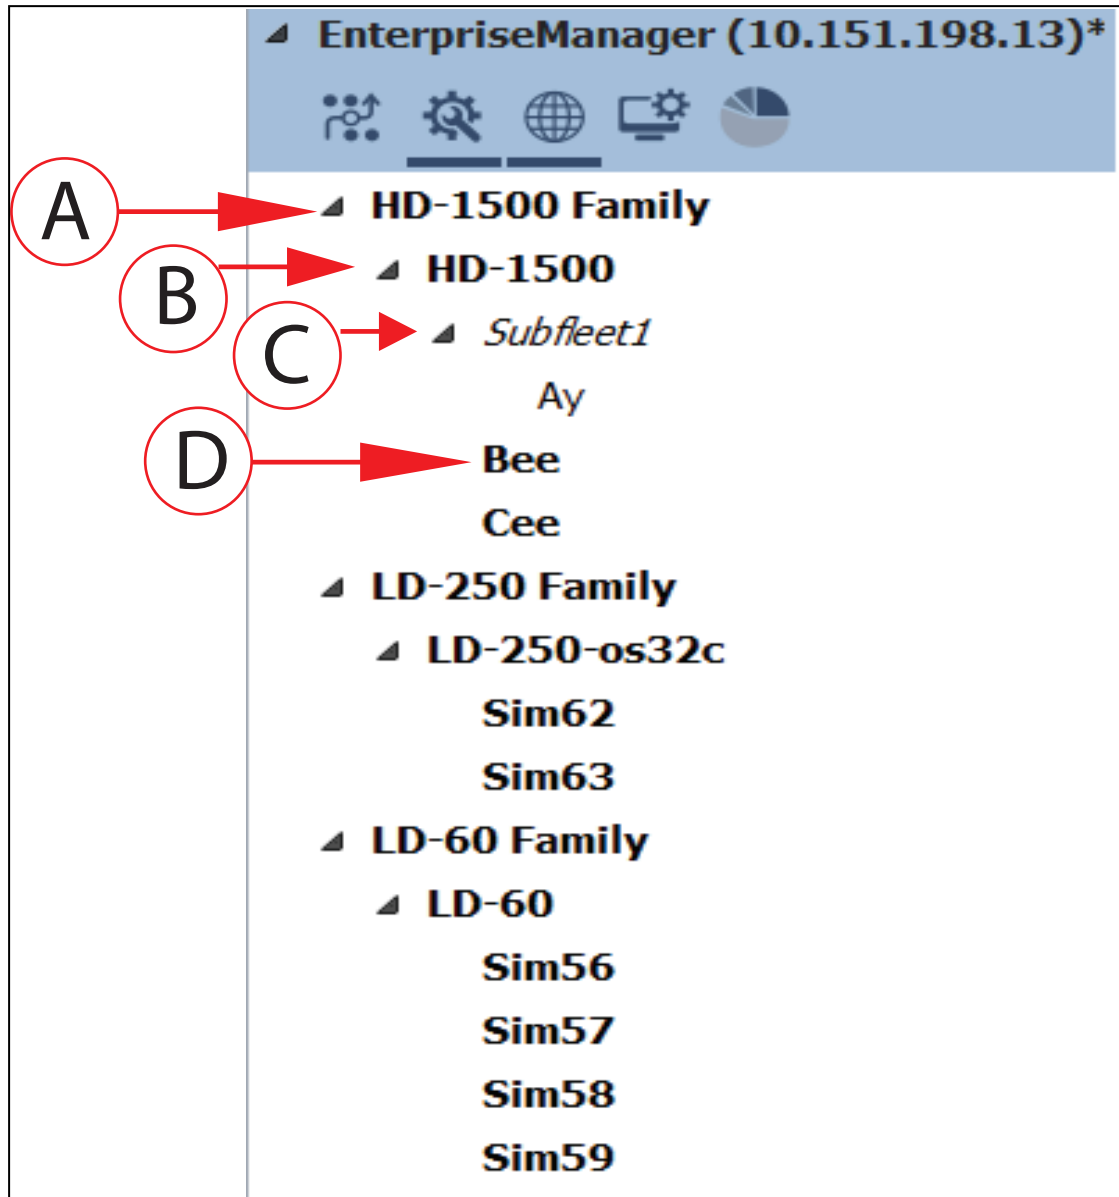 EnterpriseManager (10.151.198.13)*
A
HD-1500 Family
B
HD-1500
C
Subfleet1
Ay
D
Bee
Cee
LD-250 Family
LD-250-os32c
Sim62
Sim63
LD-60 Family
LD-60
Sim56
Sim57
Sim58
Sim59